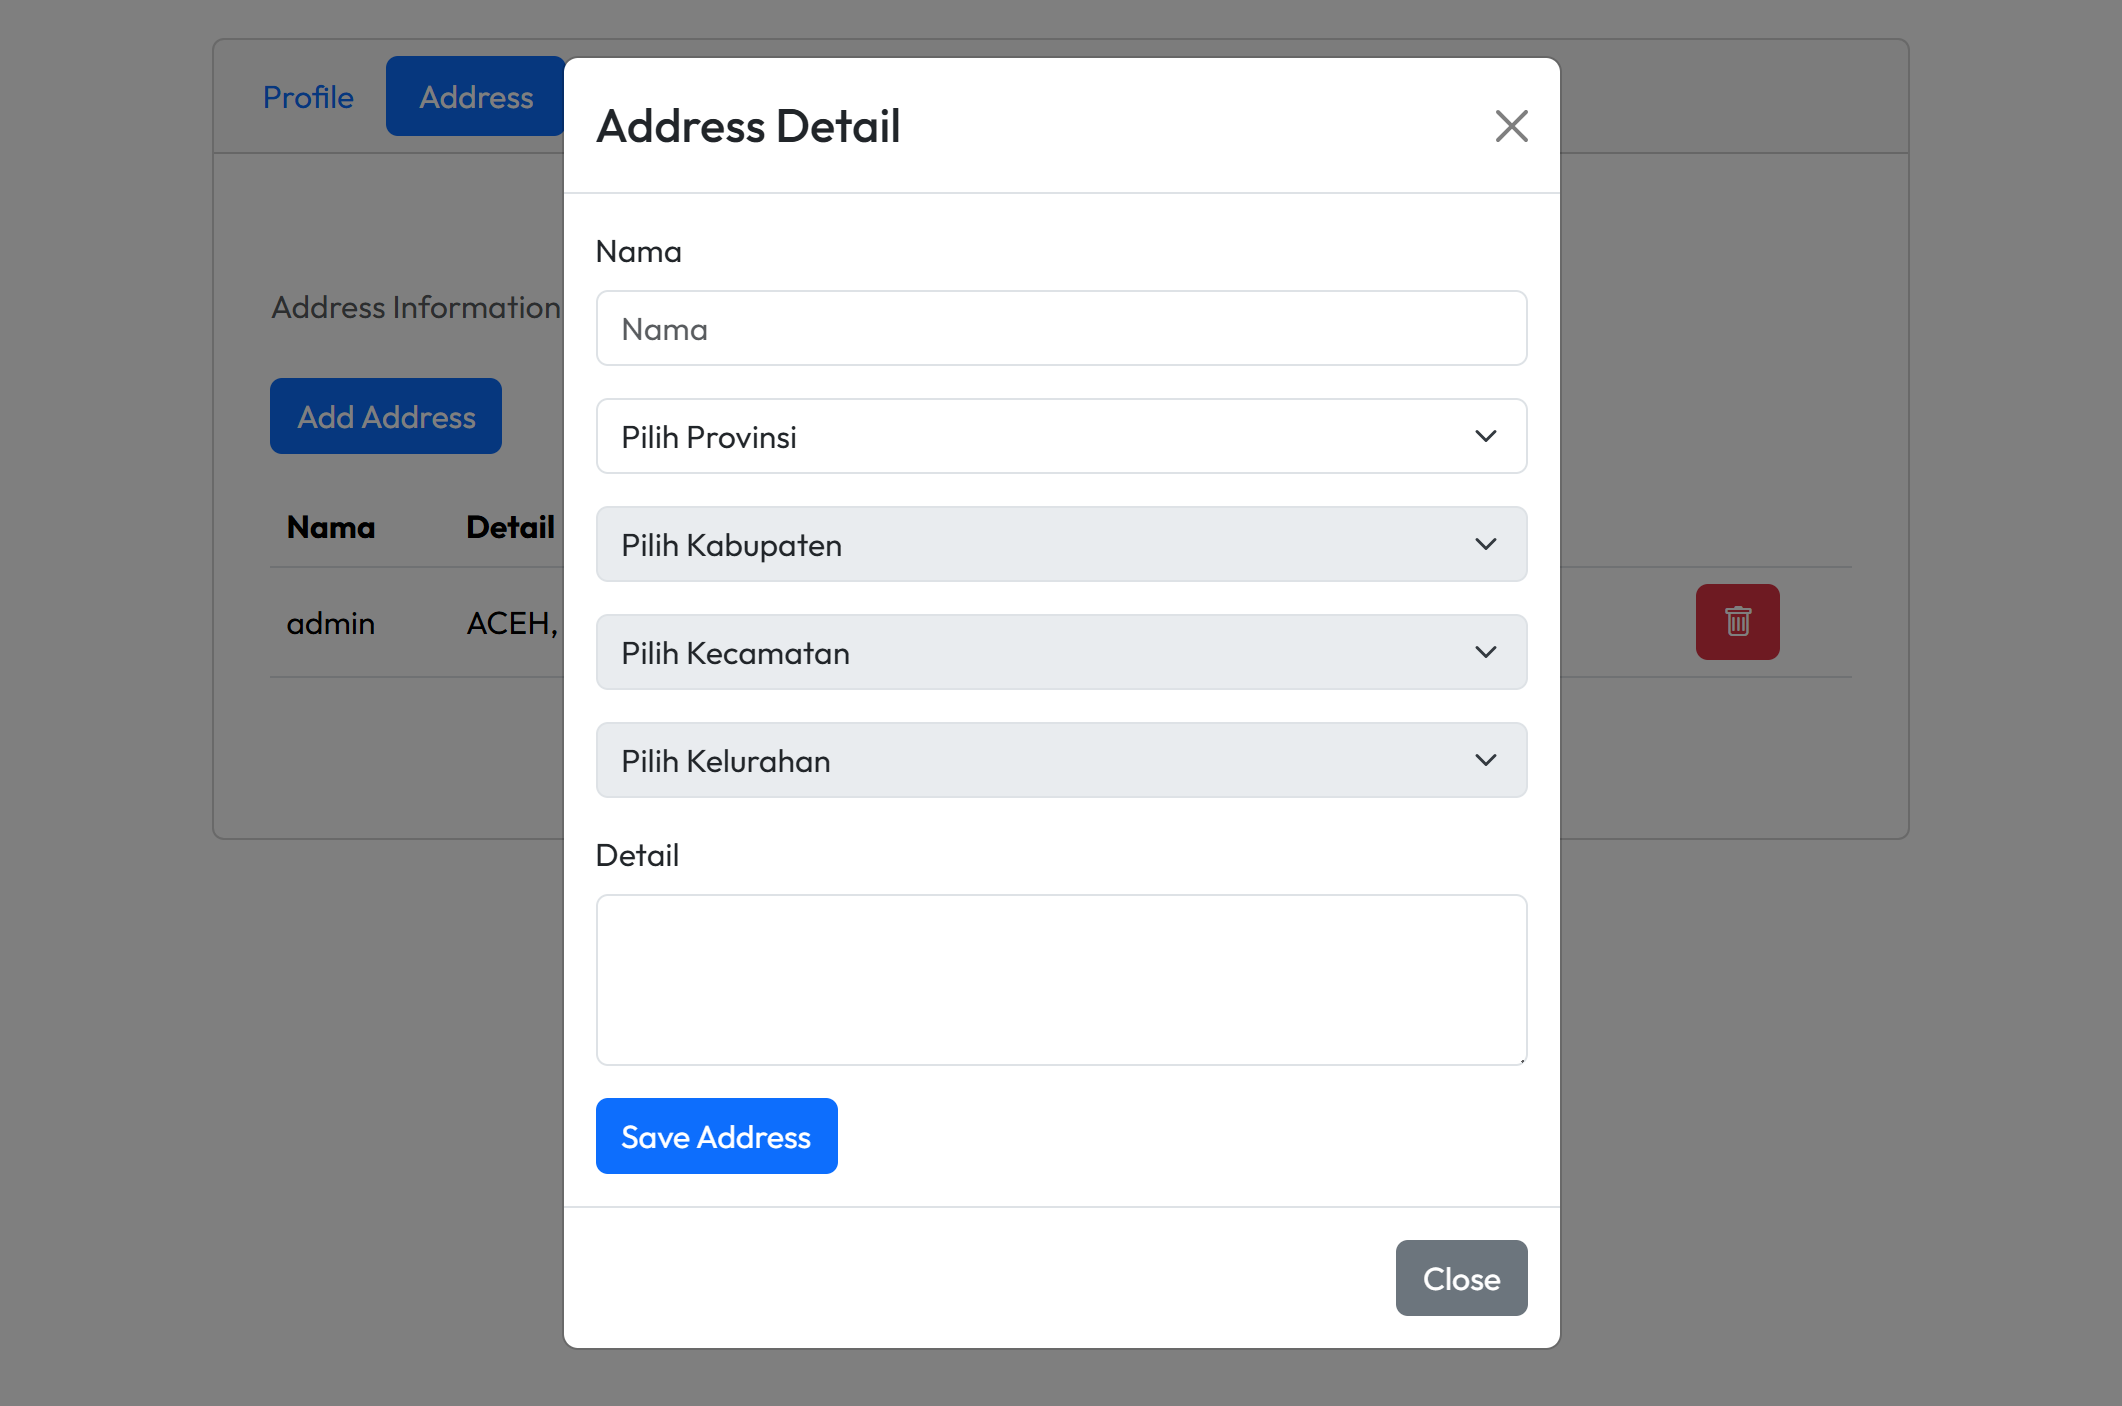 Profile
Address
Address Detail
Nama
Nama
Pilih Provinsi
Pilih Kabupaten
Pilih Kecamatan
Pilih Kelurahan
Detail
Save Address
Close
Address Information
Add Address
Nama Detail
admin ACEH,